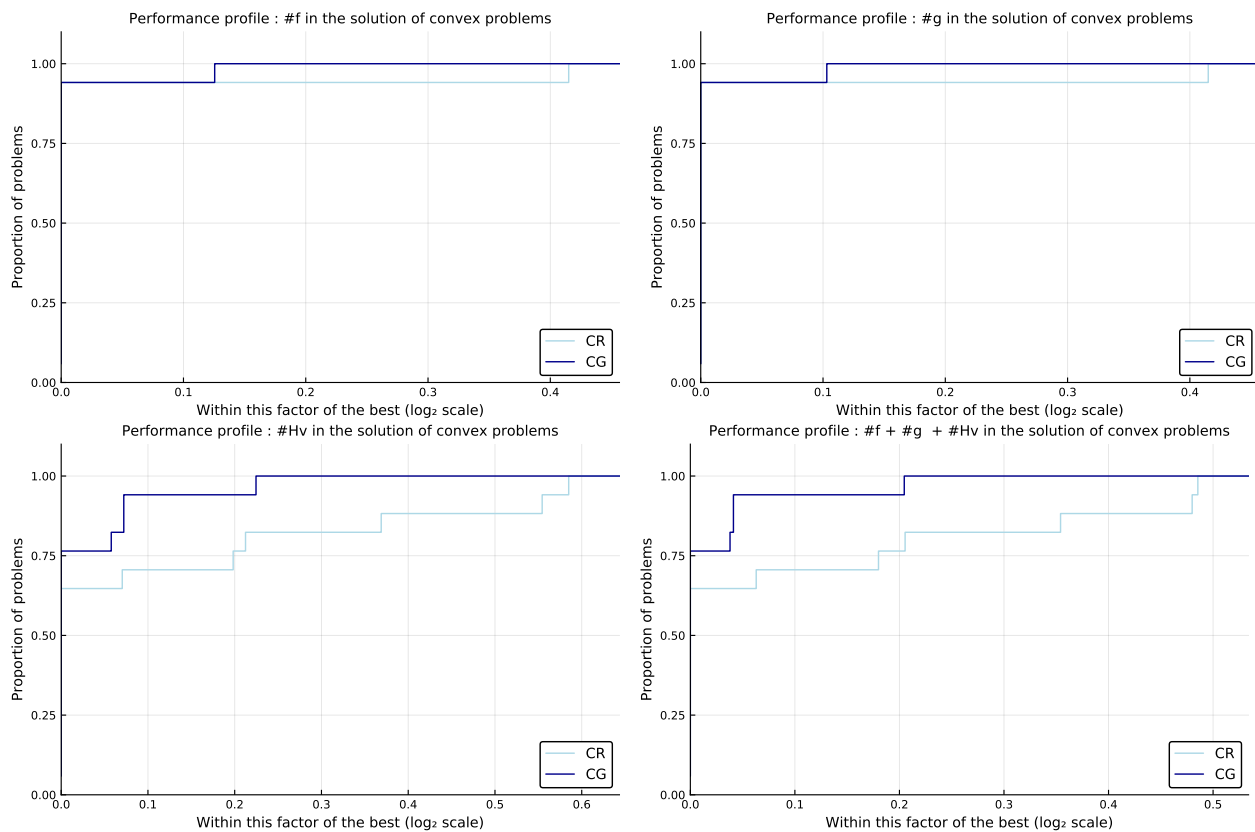 Performance profile : #f in the solution of convex problems
Proportion of problems
1.00
0.75
0.50
0.25
0.00
0.0 0.1 0.2 0.3 0.4
Within this factor of the best (log₂ scale)
CR
CG
Performance profile : #g in the solution of convex problems
Proportion of problems
1.00
0.75
0.50
0.25
0.00
0.0 0.1 0.2 0.3 0.4
Within this factor of the best (log₂ scale)
CR
CG
Performance profile : #Hv in the solution of convex problems
Proportion of problems
1.00
0.75
0.50
0.25
0.00
0.0 0.1 0.2 0.3 0.4 0.5 0.6
Within this factor of the best (log₂ scale)
CR
CG
Performance profile : #f + #g + #Hv in the solution of convex problems
Proportion of problems
1.00
0.75
0.50
0.25
0.00
0.0 0.1 0.2 0.3 0.4 0.5
Within this factor of the best (log₂ scale)
CR
CG